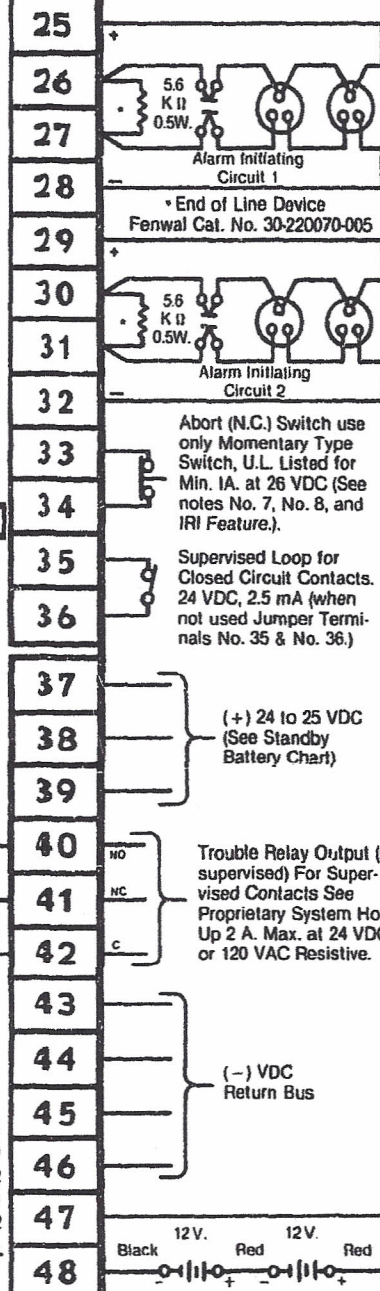 25
+
26
5.6
K Ω
0.5W.
*
27
Alarm Initiating
Circuit 1
28
–
* End of Line Device
Fenwal Cat. No. 30-220070-005
29
+
30
5.6
K Ω
0.5W.
*
31
Alarm Initiating
Circuit 2
32
–
33
34
Abort (N.C.) Switch use
only Momentary Type
Switch, U.L. Listed for
Min. IA. at 26 VDC (See
notes No. 7, No. 8, and
IRI Feature.).
35
36
Supervised Loop for
Closed Circuit Contacts.
24 VDC, 2.5 mA (when
not used Jumper Termi-
nals No. 35 & No. 36.)
37
38
39
(+) 24 to 25 VDC
(See Standby
Battery Chart)
40
NO
41
NC
42
C
Trouble Relay Output (
supervised) For Super-
vised Contacts See
Proprietary System Ho
Up 2 A. Max. at 24 VDC
or 120 VAC Resistive.
43
44
45
46
(–) VDC
Return Bus
47
12V. 12V.
Black Red Red
48
– + – +